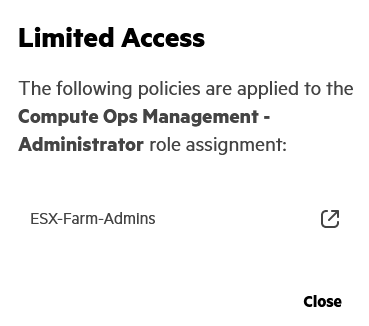 Limited Access
The following policies are applied to the
Compute Ops Management -
Administrator role assignment:
ESX-Farm-Admins
Close